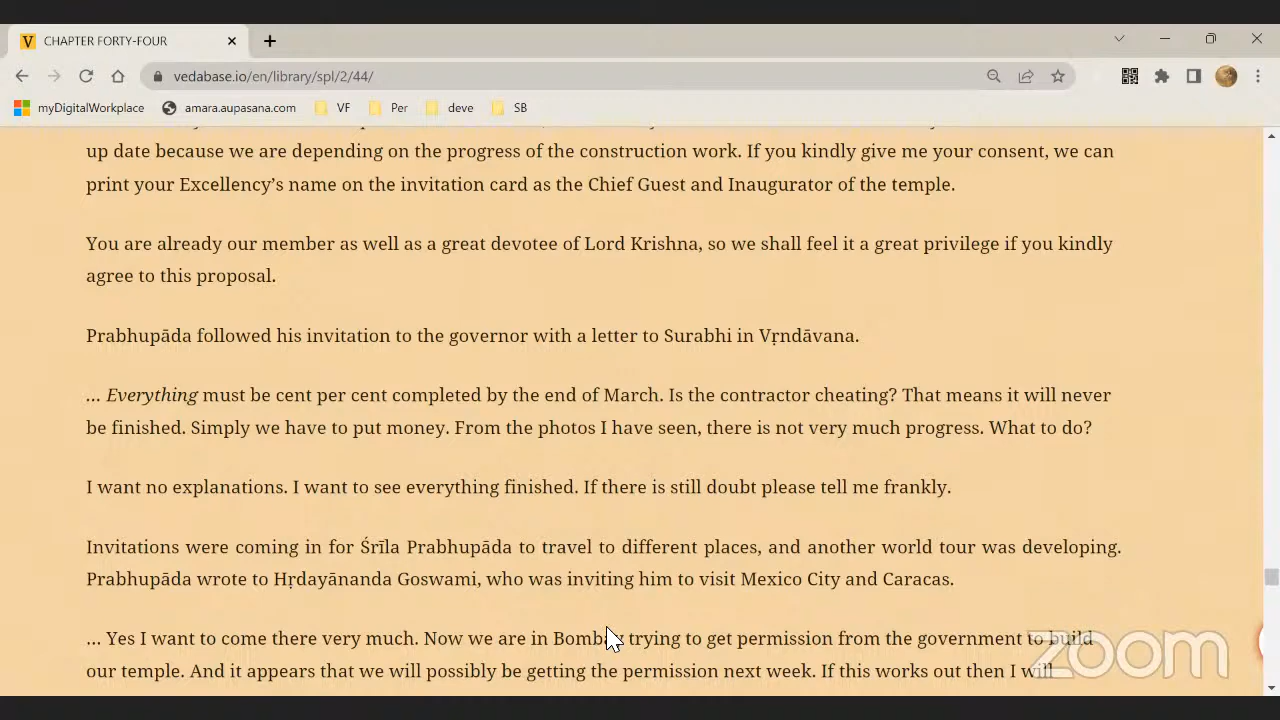 CHAPTER FORTY-FOUR
vedabase.io/en/library/spl/2/44/
myDigitalWorkplace
amara.aupasana.com
VF
Per
deve
SB
up date because we are depending on the progress of the construction work. If you kindly give me your consent, we can
print your Excellency’s name on the invitation card as the Chief Guest and Inaugurator of the temple.
You are already our member as well as a great devotee of Lord Krishna, so we shall feel it a great privilege if you kindly
agree to this proposal.
Prabhupāda followed his invitation to the governor with a letter to Surabhi in Vṛndāvana.
... Everything must be cent per cent completed by the end of March. Is the contractor cheating? That means it will never
be finished. Simply we have to put money. From the photos I have seen, there is not very much progress. What to do?
I want no explanations. I want to see everything finished. If there is still doubt please tell me frankly.
Invitations were coming in for Śrīla Prabhupāda to travel to different places, and another world tour was developing.
Prabhupāda wrote to Hṛdayānanda Goswami, who was inviting him to visit Mexico City and Caracas.
... Yes I want to come there very much. Now we are in Bombay trying to get permission from the government to build
our temple. And it appears that we will possibly be getting the permission next week. If this works out then I will
zoom